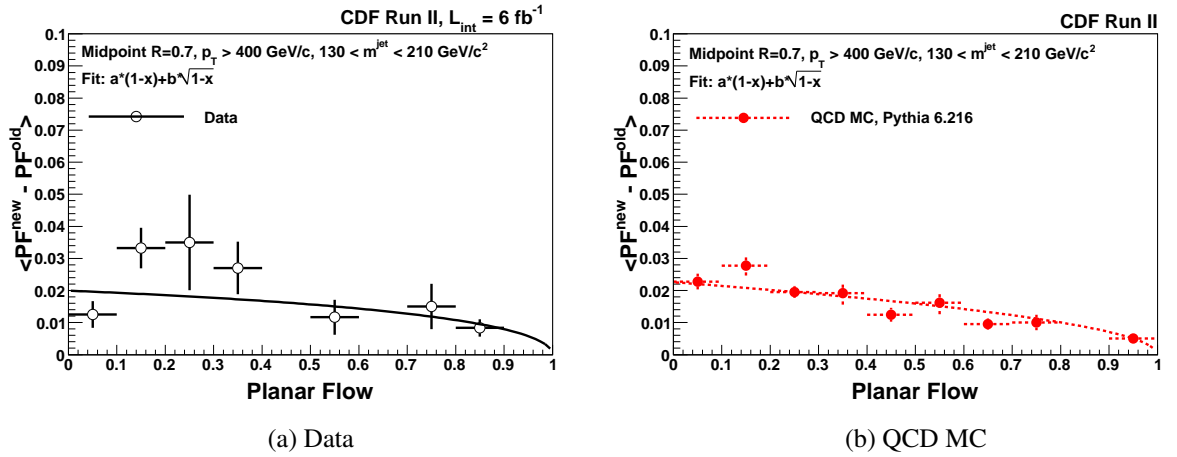 CDF Run II, L_int = 6 fb^-1
0.1
Midpoint R=0.7, p_T > 400 GeV/c, 130 < m^jet < 210 GeV/c^2
0.09
Fit: a*(1-x)+b*√1-x
0.08
Data
0.07
0.06
0.05
0.04
0.03
0.02
0.01
0
<PF^new - PF^old>
0 0.1 0.2 0.3 0.4 0.5 0.6 0.7 0.8 0.9 1
Planar Flow
(a) Data
CDF Run II
0.1
Midpoint R=0.7, p_T > 400 GeV/c, 130 < m^jet < 210 GeV/c^2
0.09
Fit: a*(1-x)+b*√1-x
0.08
QCD MC, Pythia 6.216
0.07
0.06
0.05
0.04
0.03
0.02
0.01
0
<PF^new - PF^old>
0 0.1 0.2 0.3 0.4 0.5 0.6 0.7 0.8 0.9 1
Planar Flow
(b) QCD MC